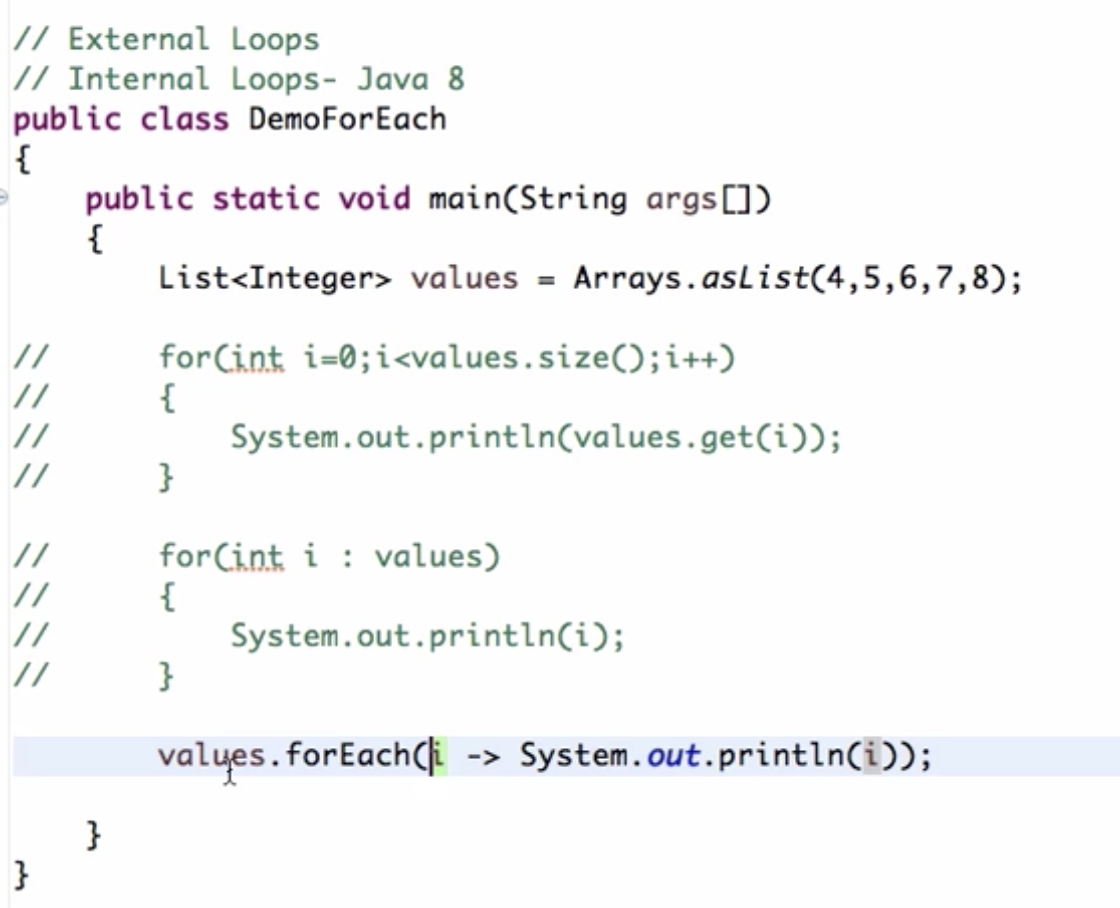 // External Loops
// Internal Loops- Java 8
public class DemoForEach
{
    public static void main(String args[])
    {
        List<Integer> values = Arrays.asList(4,5,6,7,8);

//      for(int i=0;i<values.size();i++)
//      {
//          System.out.println(values.get(i));
//      }

//      for(int i : values)
//      {
//          System.out.println(i);
//      }

        values.forEach(i -> System.out.println(i));

    }
}